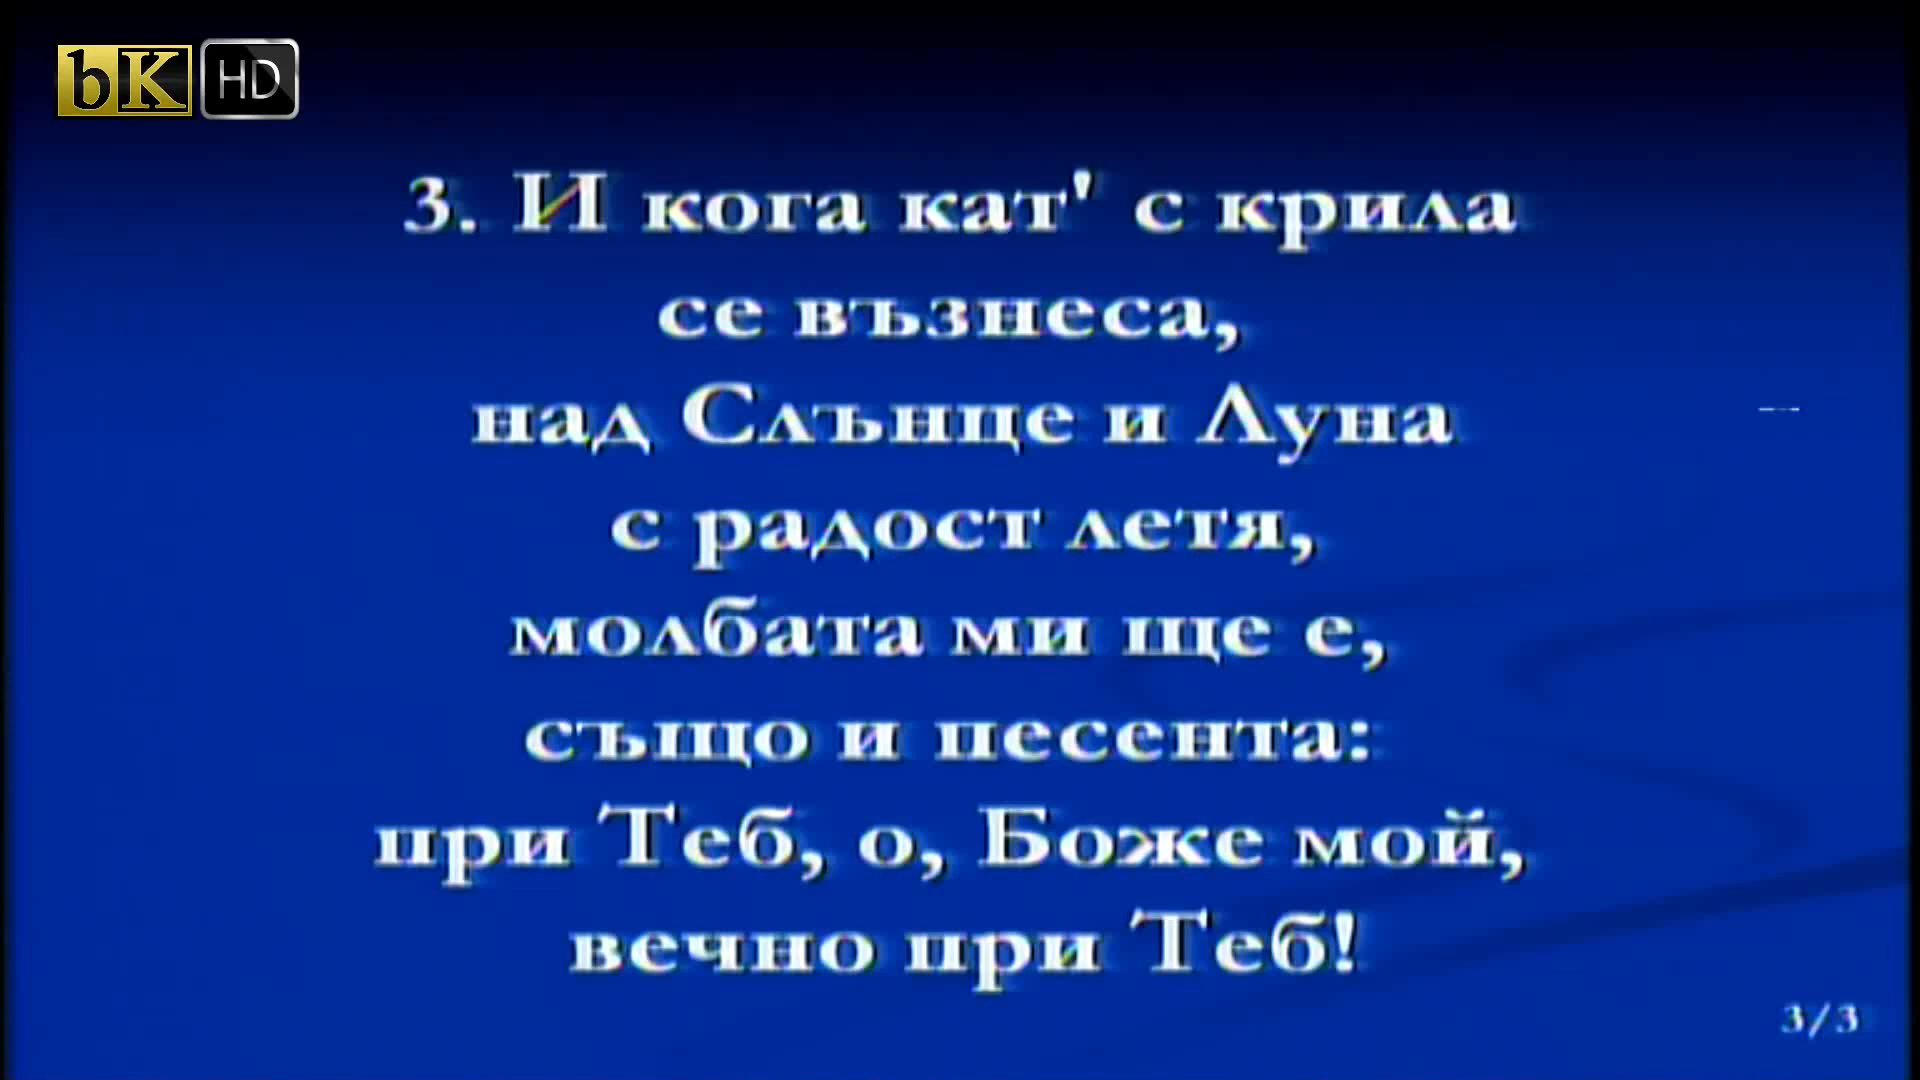 bK HD
3. И кога кат' с крила
се възнеса,
над Слънце и Луна
с радост летя,
молбата ми ще е,
също и песента:
при Теб, о, Боже мой,
вечно при Теб!
3/3